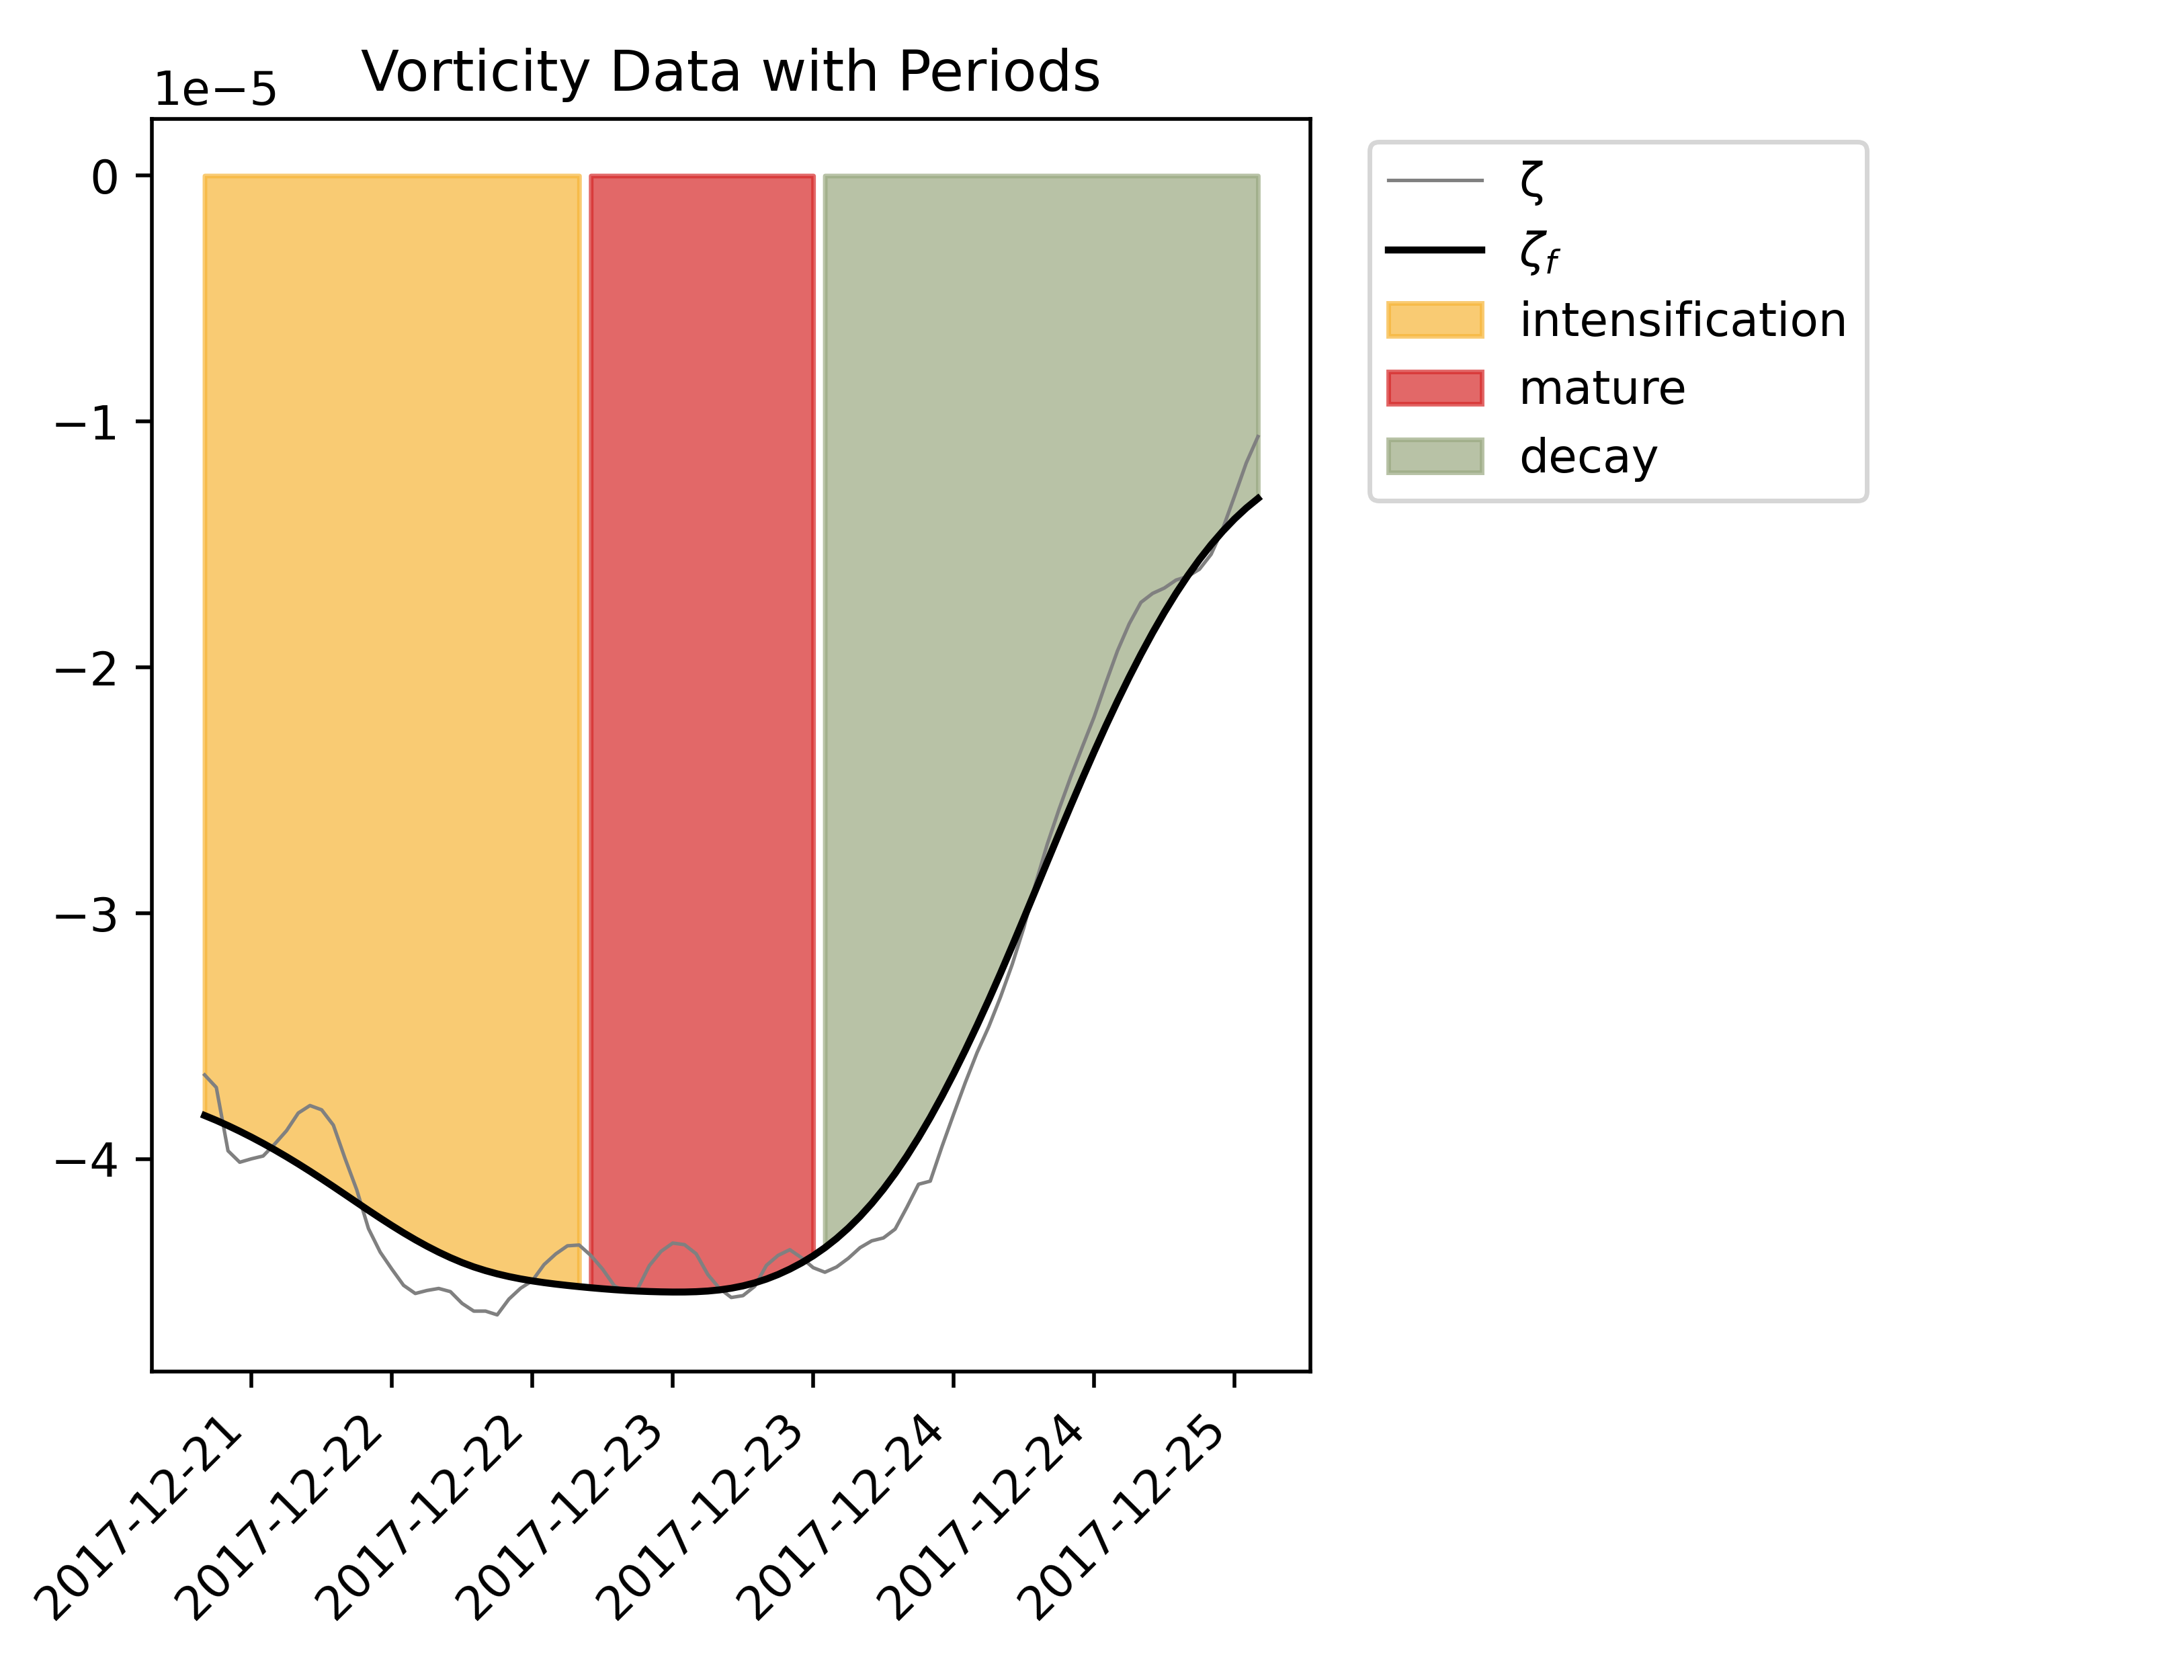 Vorticity Data with Periods
1e−5
0
−1
−2
−3
−4
2017-12-21
2017-12-22
2017-12-22
2017-12-23
2017-12-23
2017-12-24
2017-12-24
2017-12-25
ζ
ζf
intensification
mature
decay